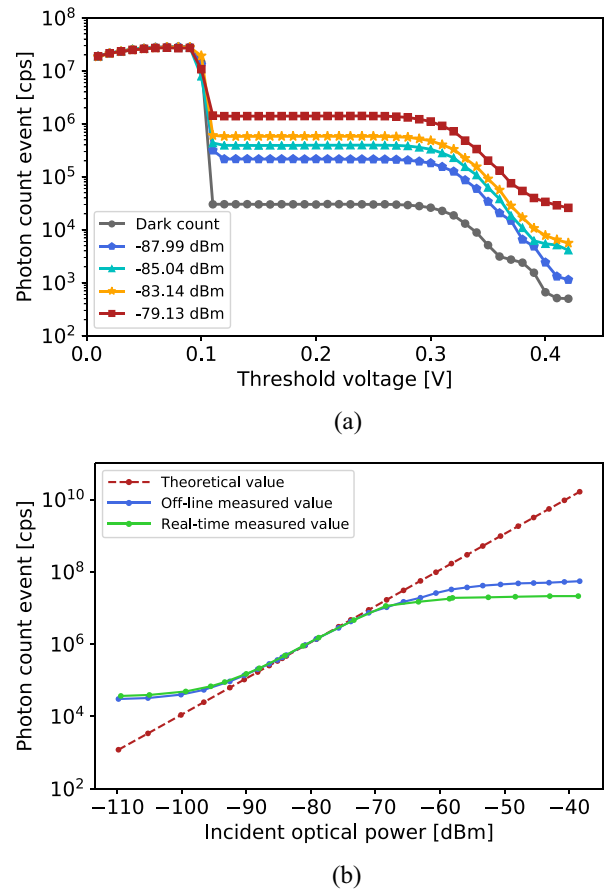 10^8
10^7
10^6
10^5
10^4
10^3
10^2
Photon count event [cps]
Dark count
-87.99 dBm
-85.04 dBm
-83.14 dBm
-79.13 dBm
0.0 0.1 0.2 0.3 0.4
Threshold voltage [V]
(a)
10^10
10^8
10^6
10^4
10^2
Photon count event [cps]
Theoretical value
Off-line measured value
Real-time measured value
−110 −100 −90 −80 −70 −60 −50 −40
Incident optical power [dBm]
(b)